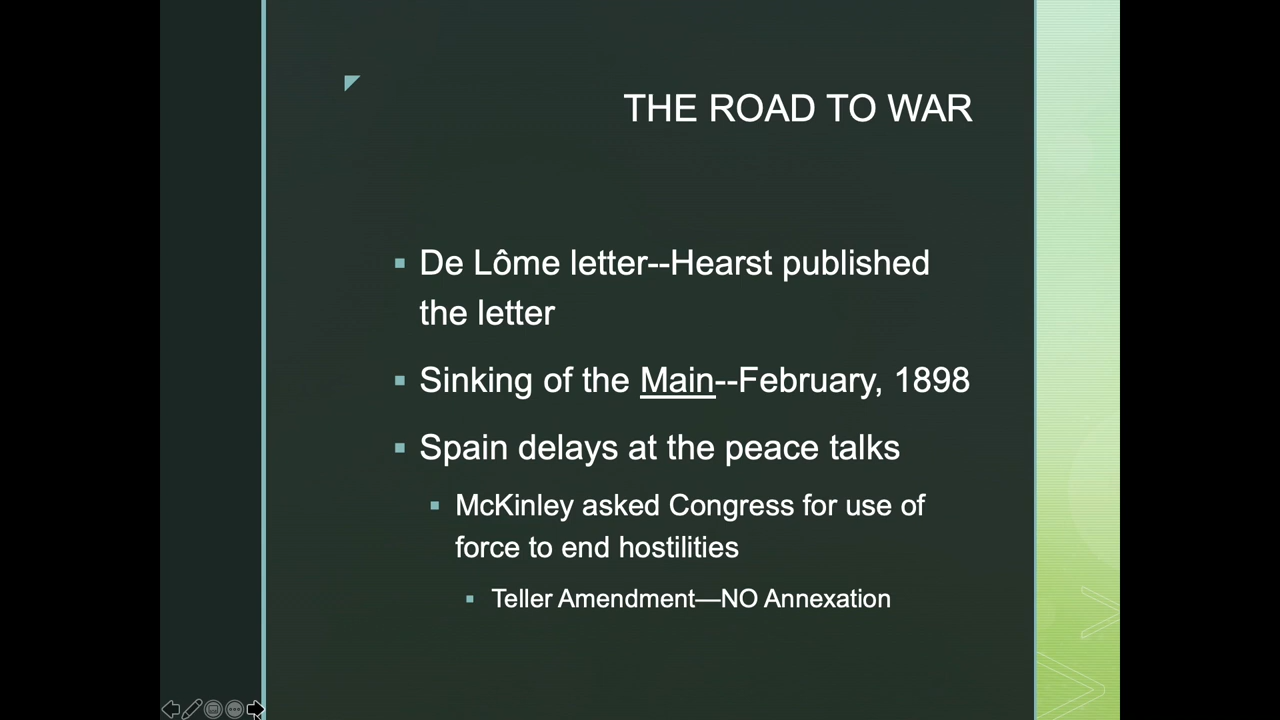 THE ROAD TO WAR
De Lôme letter--Hearst published
the letter
Sinking of the Main--February, 1898
Spain delays at the peace talks
McKinley asked Congress for use of
force to end hostilities
Teller Amendment—NO Annexation